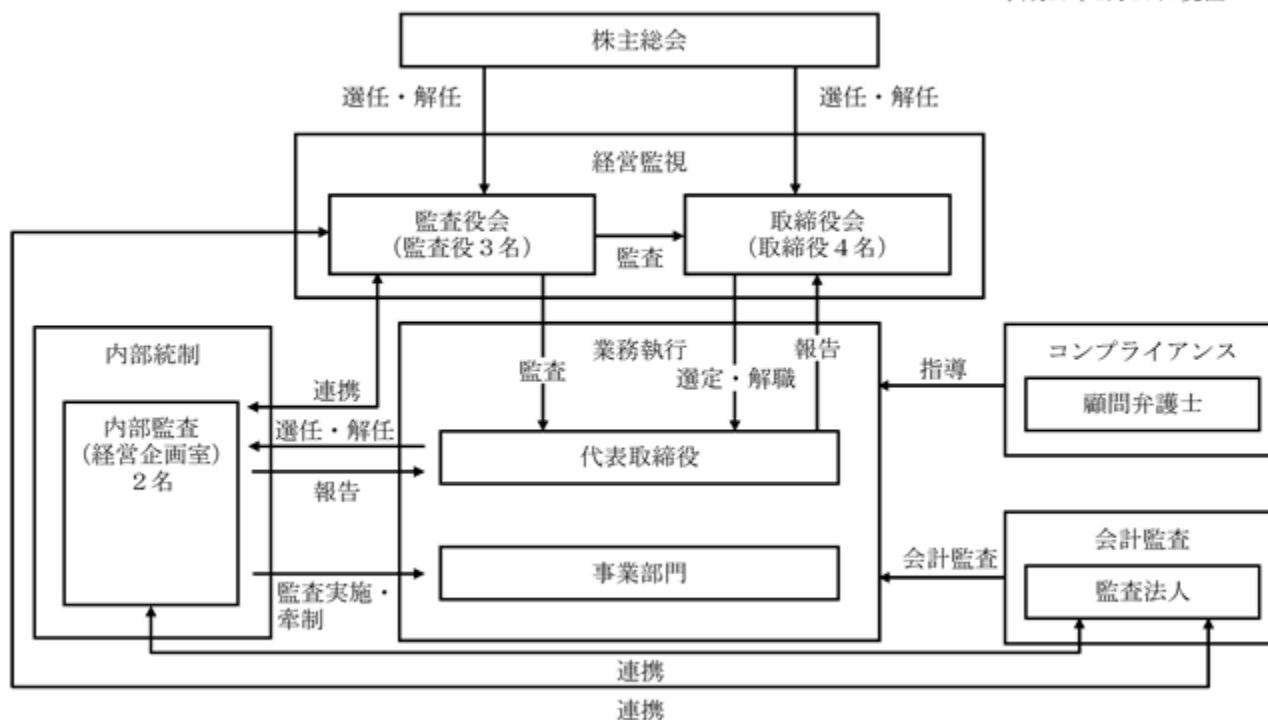 株主総会
選任・解任
選任・解任
経営監視
監査役会
（監査役３名）
監査
取締役会
（取締役４名）
内部統制
連携
内部監査
（経営企画室）
２名
選任・解任
報告
監査実施・
牽制
業務執行
監査
選定・解職
報告
代表取締役
事業部門
指導
コンプライアンス
顧問弁護士
会計監査
会計監査
監査法人
連携
連携